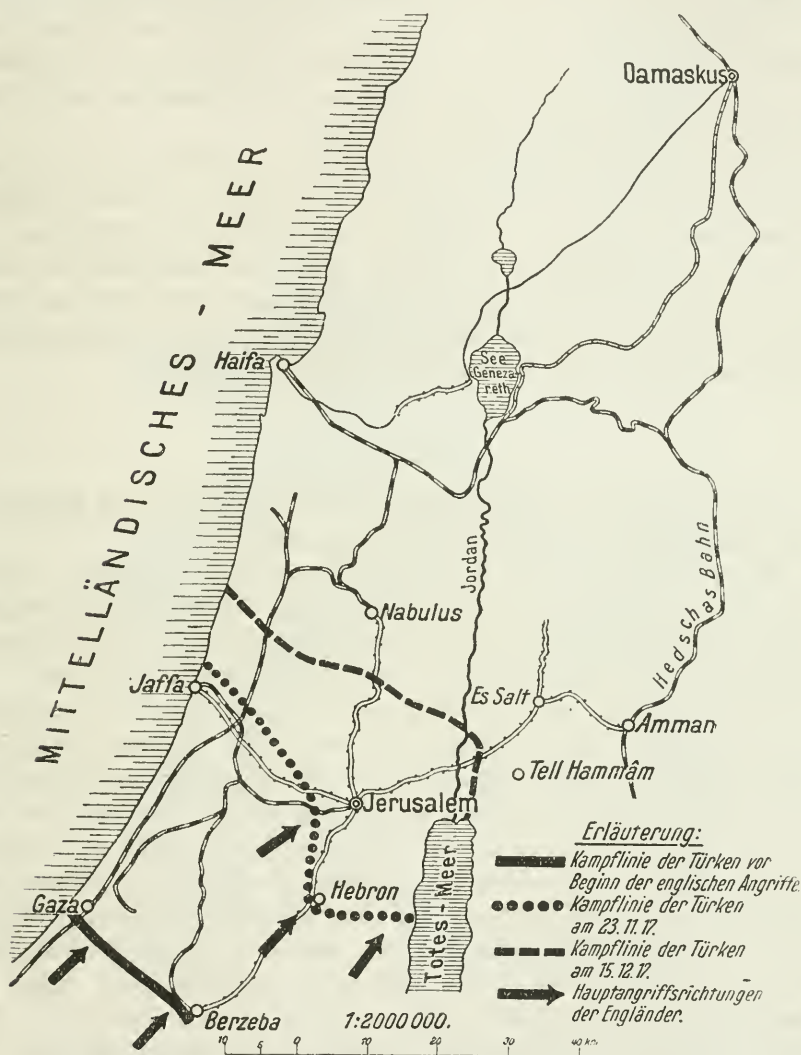 Damaskus
MITTELLÄNDISCHES - MEER
Haifa
See
Geneza-
reth
Jordan
Hedschas Bahn
Nabulus
Jaffa
Es Salt
Amman
Tell Hammâm
Jerusalem
Hebron
Gaza
Totes-Meer
Berzeba
Erläuterung:
Kampflinie der Türken vor
Beginn der englischen Angriffe.
Kampflinie der Türken
am 23.11.17.
Kampflinie der Türken
am 15.12.17.
Hauptangriffsrichtungen
der Engländer.
1:2000000.
10 5 0 10 20 30 40 km.